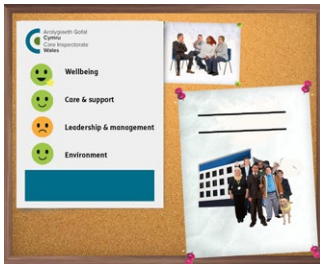 Arolygiaeth Gofal
Cymru
Care Inspectorate
Wales
Wellbeing
Care & support
Leadership & management
Environment